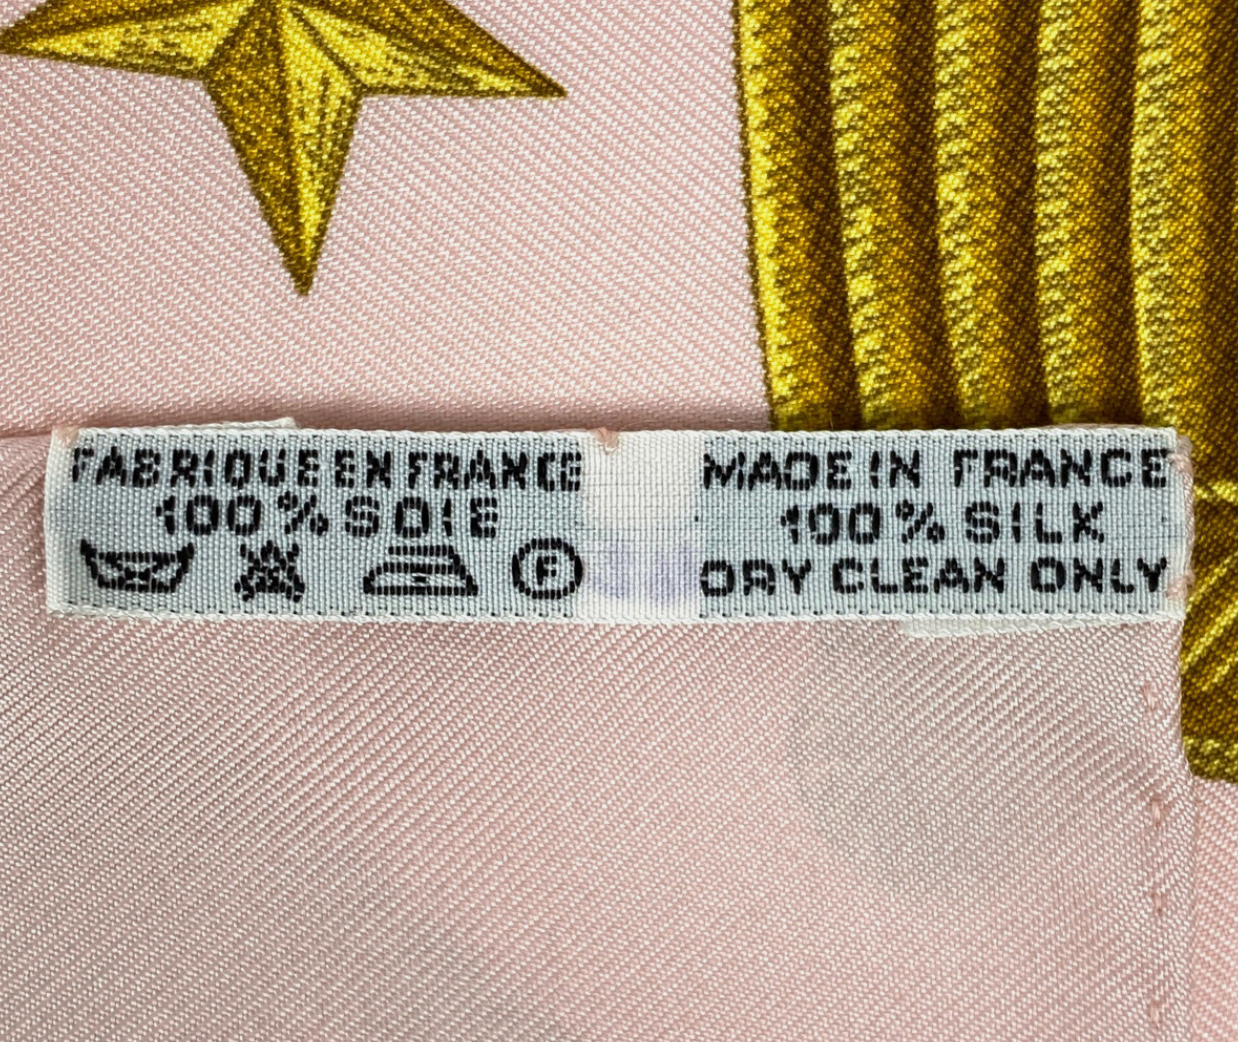 FABRIQUE EN FRANCE
100% SOIE
F
MADE IN FRANCE
100% SILK
DRY CLEAN ONLY